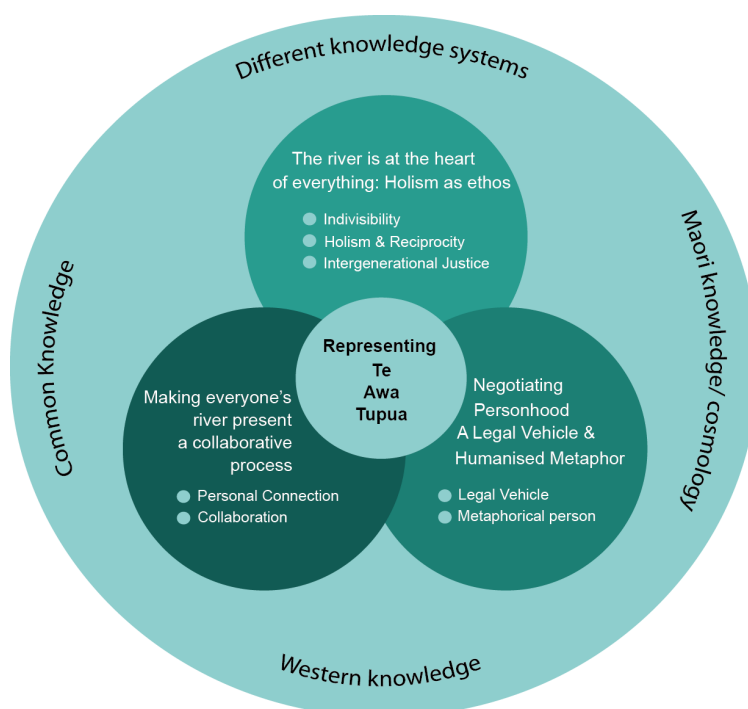 Different knowledge systems
The river is at the heart
of everything: Holism as ethos
Indivisibility
Holism & Reciprocity
Intergenerational Justice
Common Knowledge
Maori knowledge/ cosmology
Representing
Te
Awa
Tupua
Making everyone's
river present
a collaborative
process
Personal Connection
Collaboration
Negotiating
Personhood
A Legal Vehicle &
Humanised Metaphor
Legal Vehicle
Metaphorical person
Western knowledge